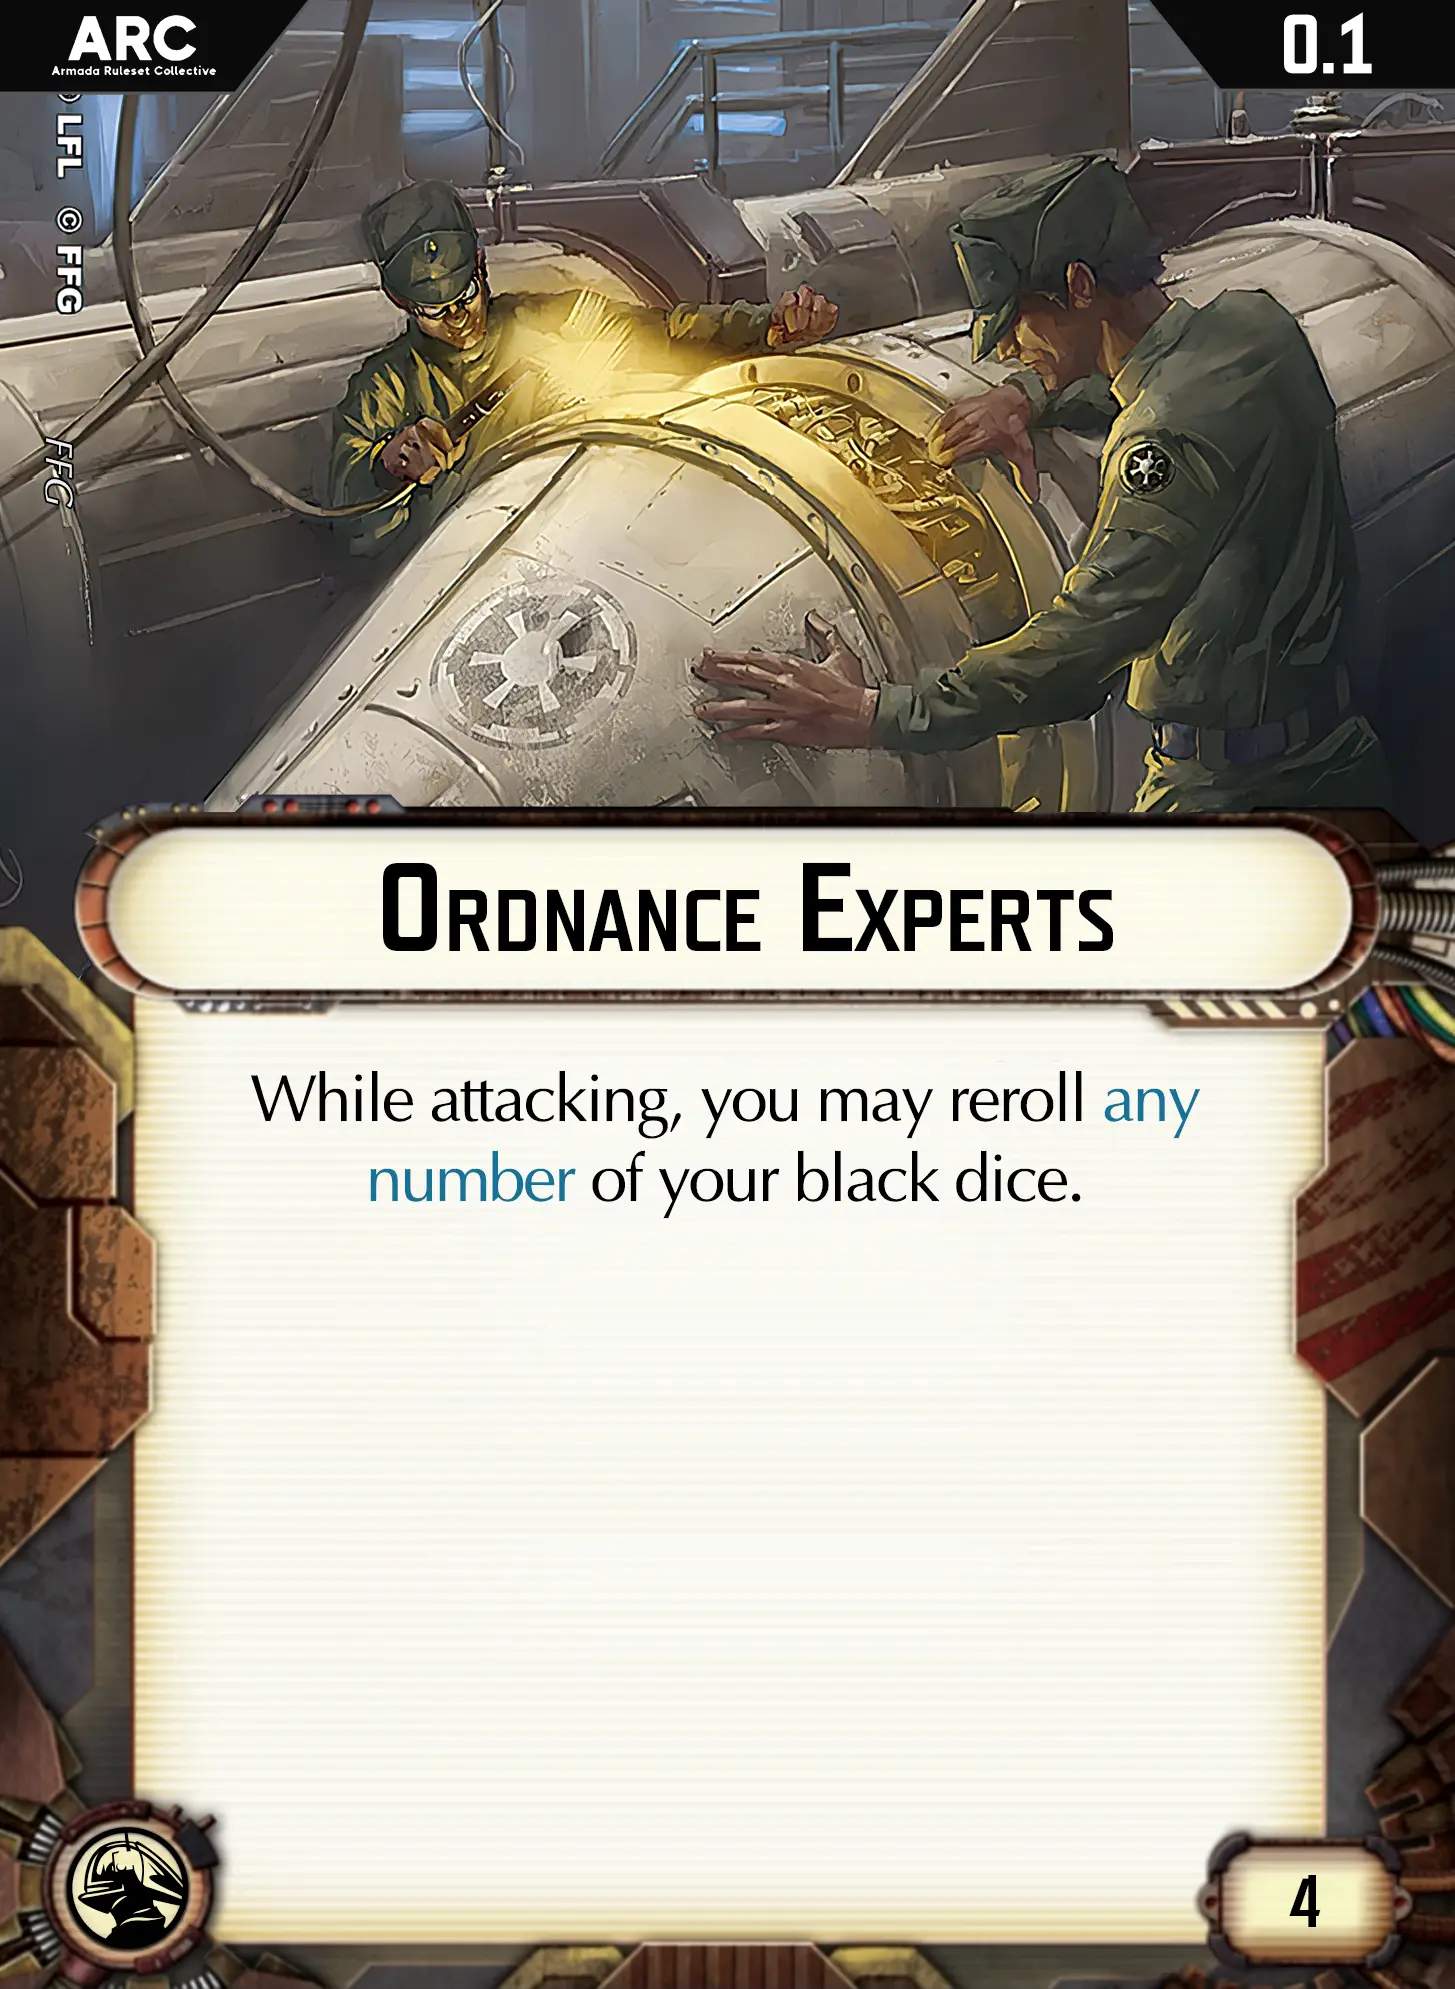 ARC
Armada Ruleset Collective
0.1
LFL © FFG
FFG
Ordnance Experts
While attacking, you may reroll any
number of your black dice.
4